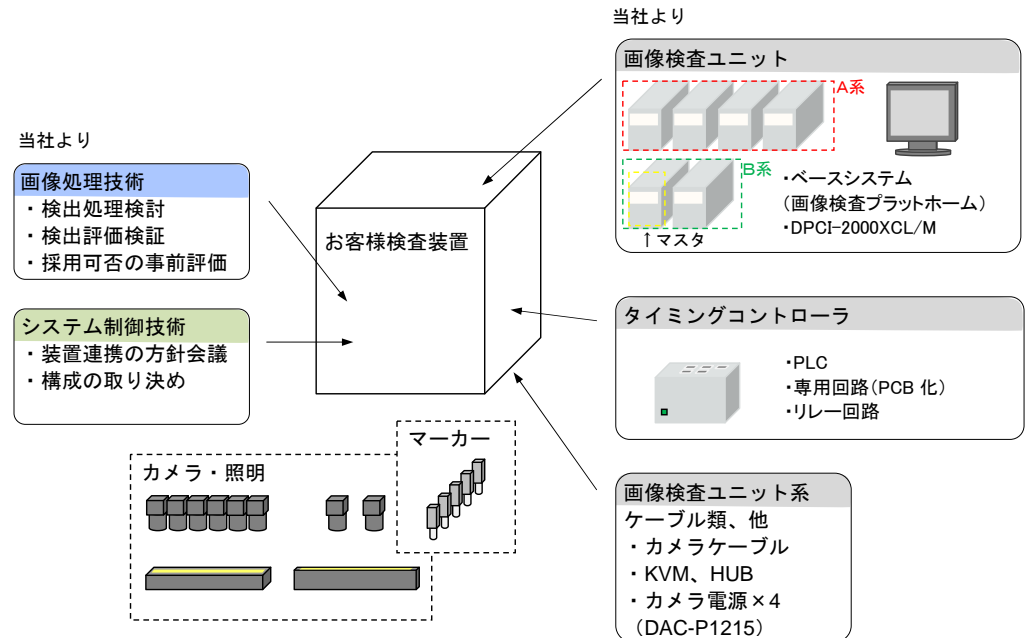 当社より
画像処理技術
・検出処理検討
・検出評価検証
・採用可否の事前評価
システム制御技術
・装置連携の方針会議
・構成の取り決め
お客様検査装置
カメラ・照明
マーカー
当社より
画像検査ユニット
A系
B系
↑マスタ
・ベースシステム
(画像検査プラットホーム)
・DPCI-2000XCL/M
タイミングコントローラ
・PLC
・専用回路(PCB 化)
・リレー回路
画像検査ユニット系
ケーブル類、他
・カメラケーブル
・KVM、HUB
・カメラ電源×4
（DAC-P1215）